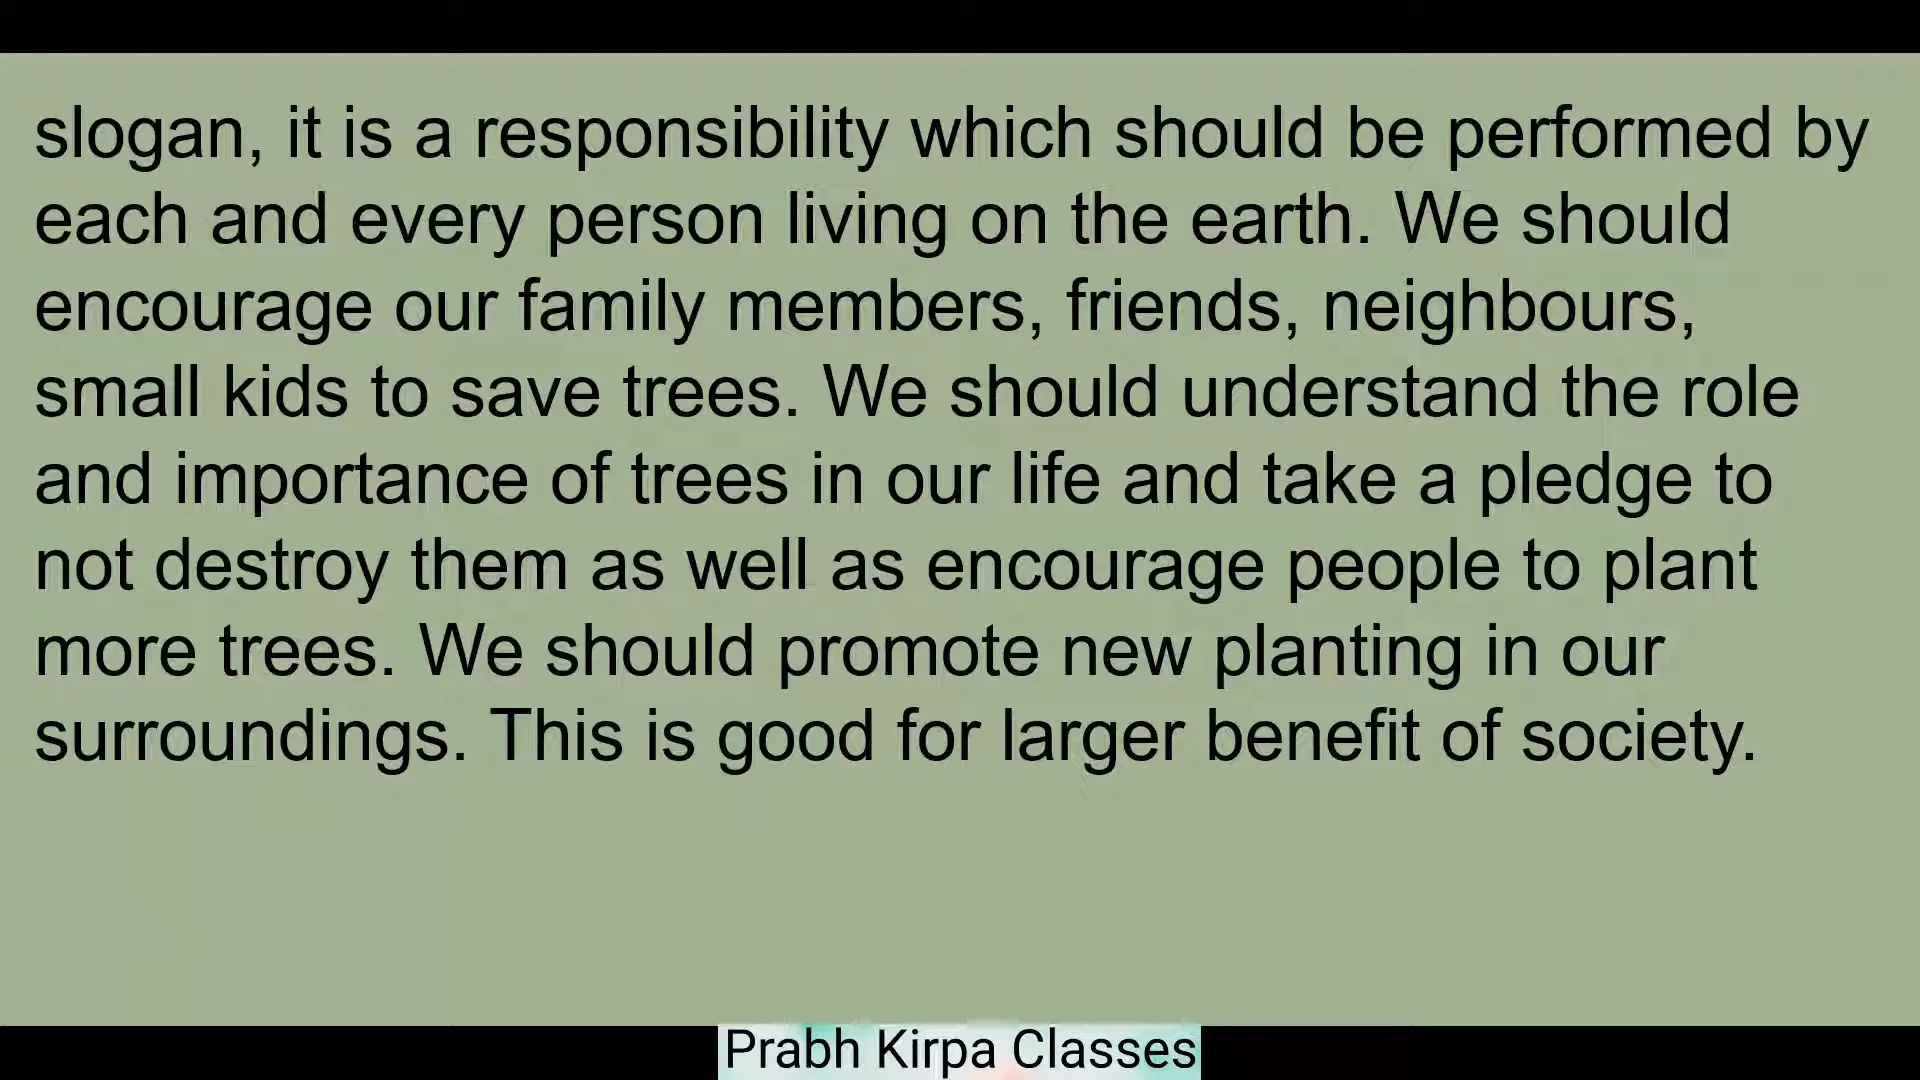 slogan, it is a responsibility which should be performed by
each and every person living on the earth. We should
encourage our family members, friends, neighbours,
small kids to save trees. We should understand the role
and importance of trees in our life and take a pledge to
not destroy them as well as encourage people to plant
more trees. We should promote new planting in our
surroundings. This is good for larger benefit of society.
Prabh Kirpa Classes